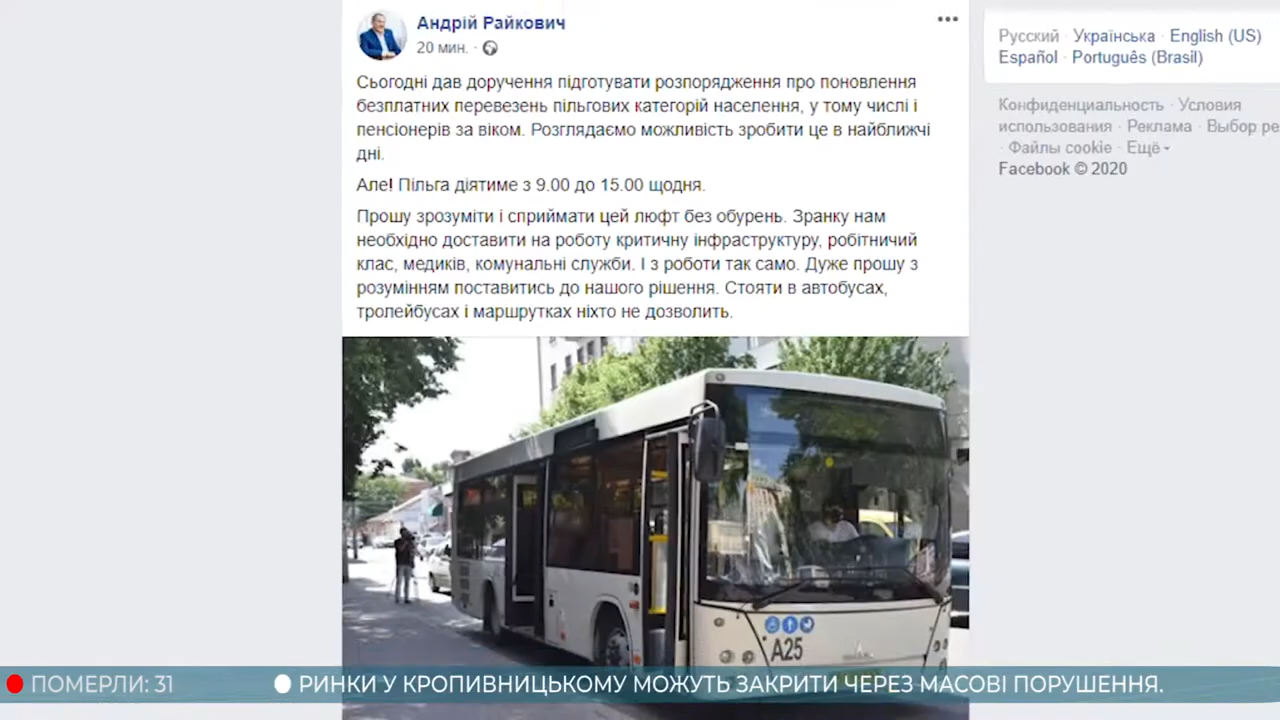 Андрій Райкович
20 мин.
Сьогодні дав доручення підготувати розпорядження про поновлення
безплатних перевезень пільгових категорій населення, у тому числі і
пенсіонерів за віком. Розглядаємо можливість зробити це в найближчі
дні.
Але! Пільга діятиме з 9.00 до 15.00 щодня.
Прошу зрозуміти і сприймати цей люфт без обурень. Зранку нам
необхідно доставити на роботу критичну інфраструктуру, робітничий
клас, медиків, комунальні служби. І з роботи так само. Дуже прошу з
розумінням поставитись до нашого рішення. Стояти в автобусах,
тролейбусах і маршрутках ніхто не дозволить.
Русский · Українська · English (US)
Español · Português (Brasil)
Конфиденциальность · Условия
использования · Реклама · Выбор ре
· Файлы cookie · Ещё
Facebook © 2020
A25
ПОМЕРЛИ: 31
РИНКИ У КРОПИВНИЦЬКОМУ МОЖУТЬ ЗАКРИТИ ЧЕРЕЗ МАСОВІ ПОРУШЕННЯ.